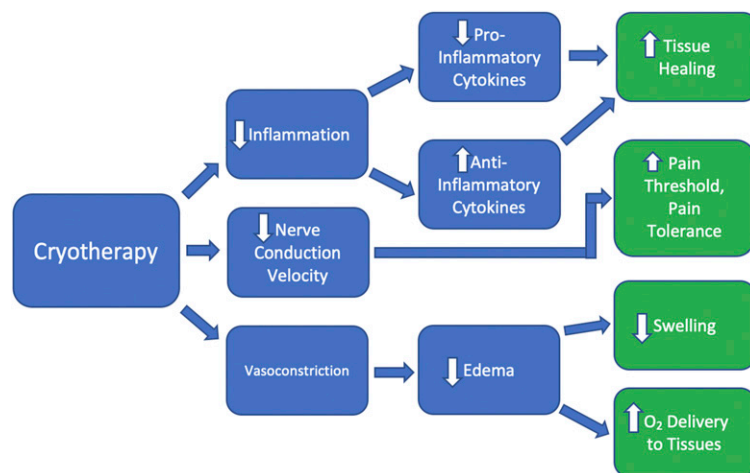 Cryotherapy
Inflammation
Pro-
Inflammatory
Cytokines
Tissue
Healing
Anti-
Inflammatory
Cytokines
Nerve
Conduction
Velocity
Pain
Threshold,
Pain
Tolerance
Vasoconstriction
Edema
Swelling
O₂ Delivery
to Tissues